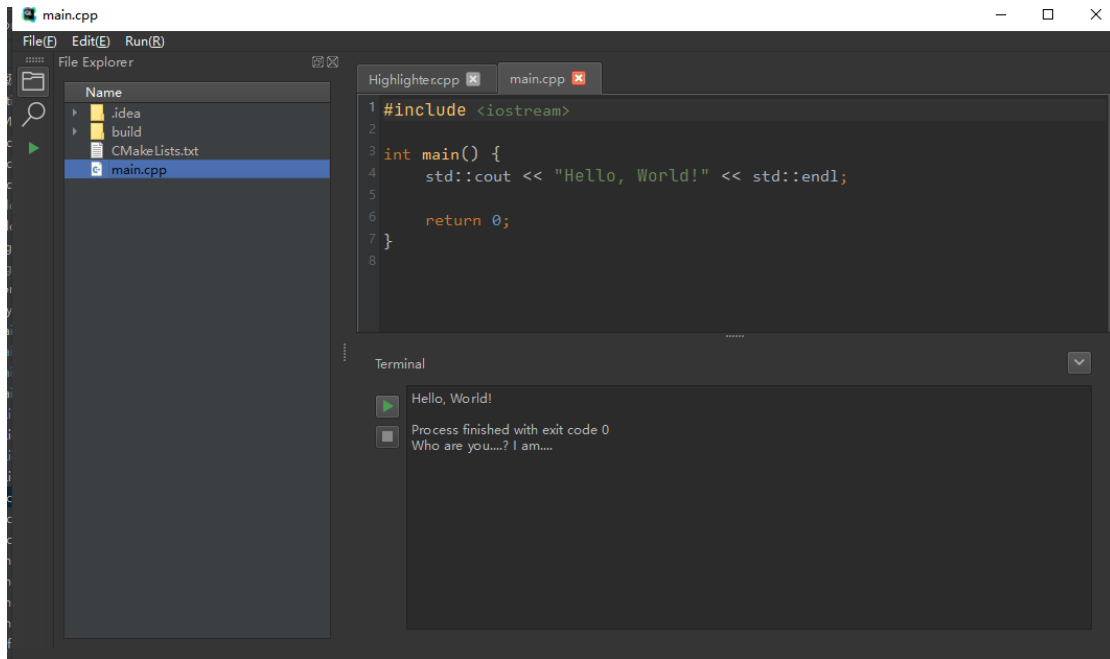 main.cpp
File(F) Edit(E) Run(R)
File Explorer
Name
.idea
build
CMakeLists.txt
main.cpp
Highlighter.cpp main.cpp
1 #include <iostream>
2
3 int main() {
4 std::cout << "Hello, World!" << std::endl;
5
6 return 0;
7 }
8
Terminal
Hello, World!
Process finished with exit code 0
Who are you....? I am....